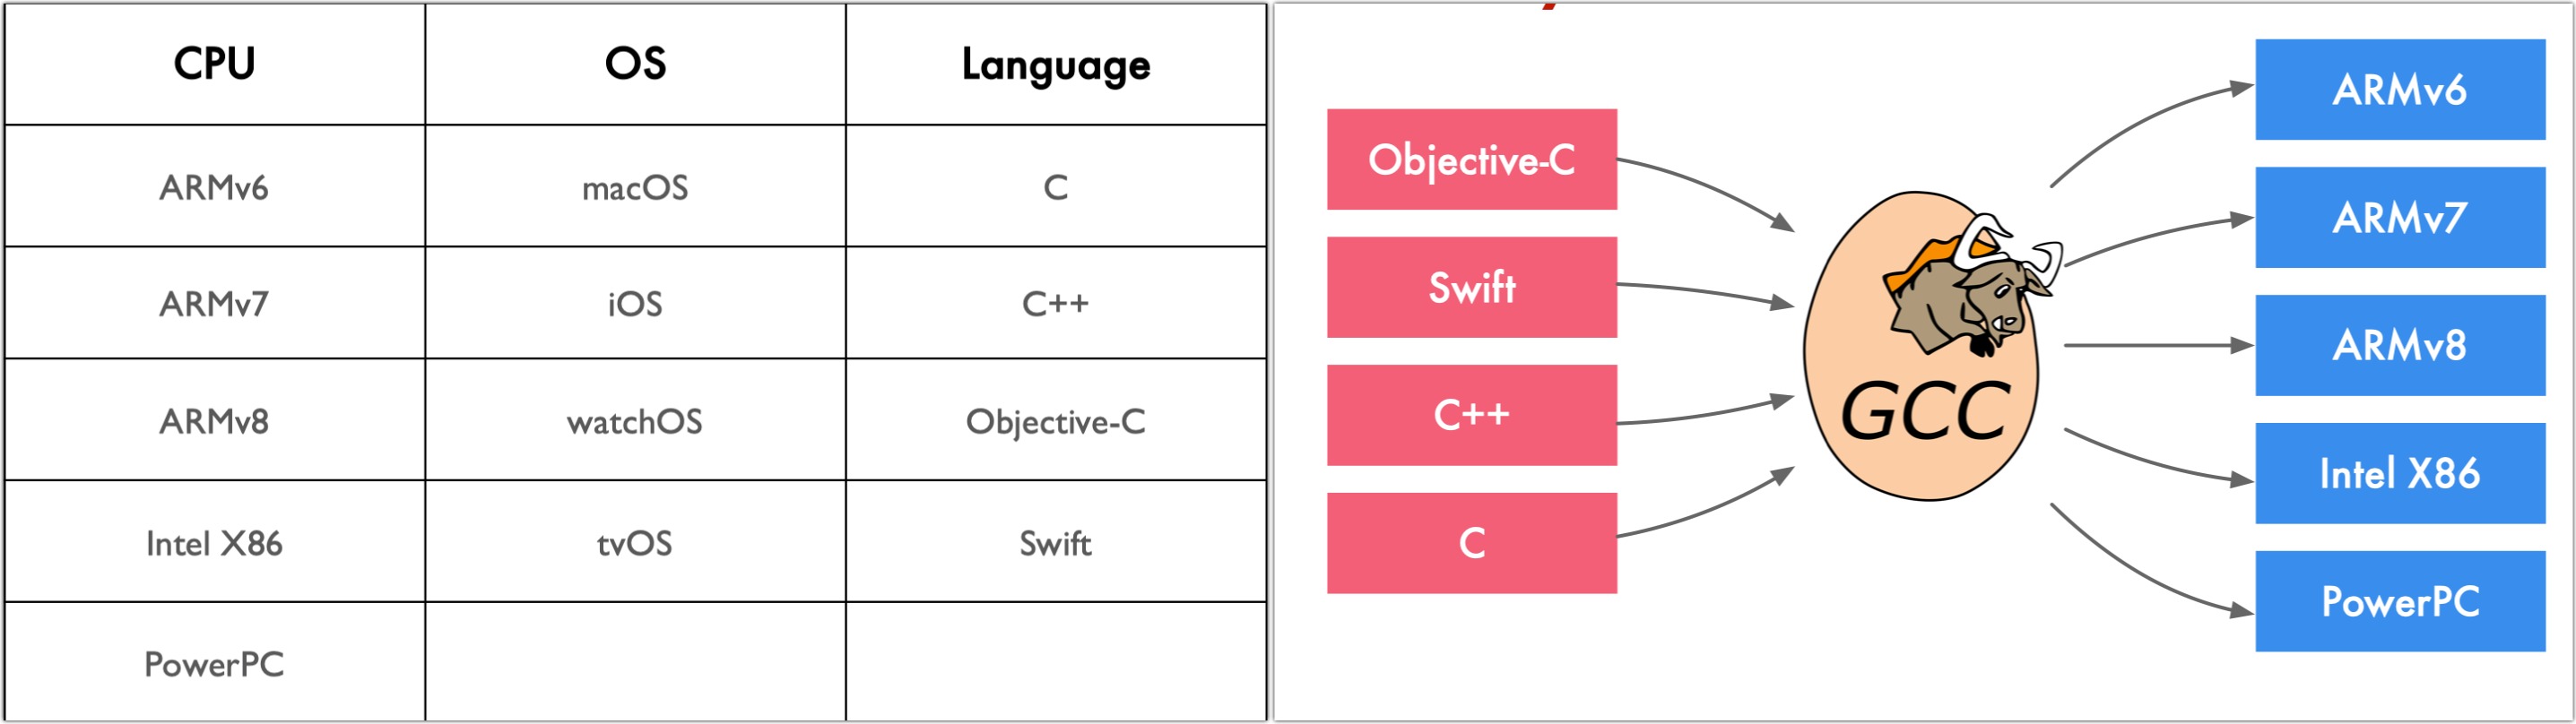 CPU OS Language
ARMv6 macOS C
ARMv7 iOS C++
ARMv8 watchOS Objective-C
Intel X86 tvOS Swift
PowerPC
Objective-C
Swift
C++
C
GCC
ARMv6
ARMv7
ARMv8
Intel X86
PowerPC